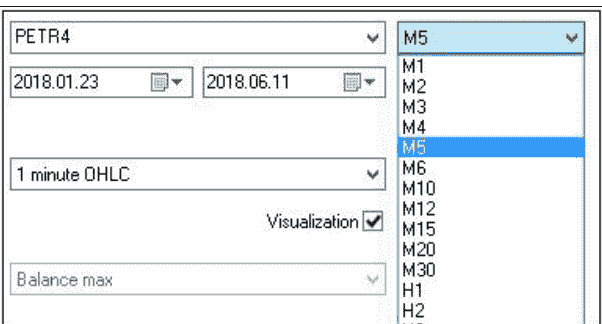 PETR4
M5
2018.01.23
2018.06.11
1 minute OHLC
Visualization
Balance max
M1
M2
M3
M4
M5
M6
M10
M12
M15
M20
M30
H1
H2